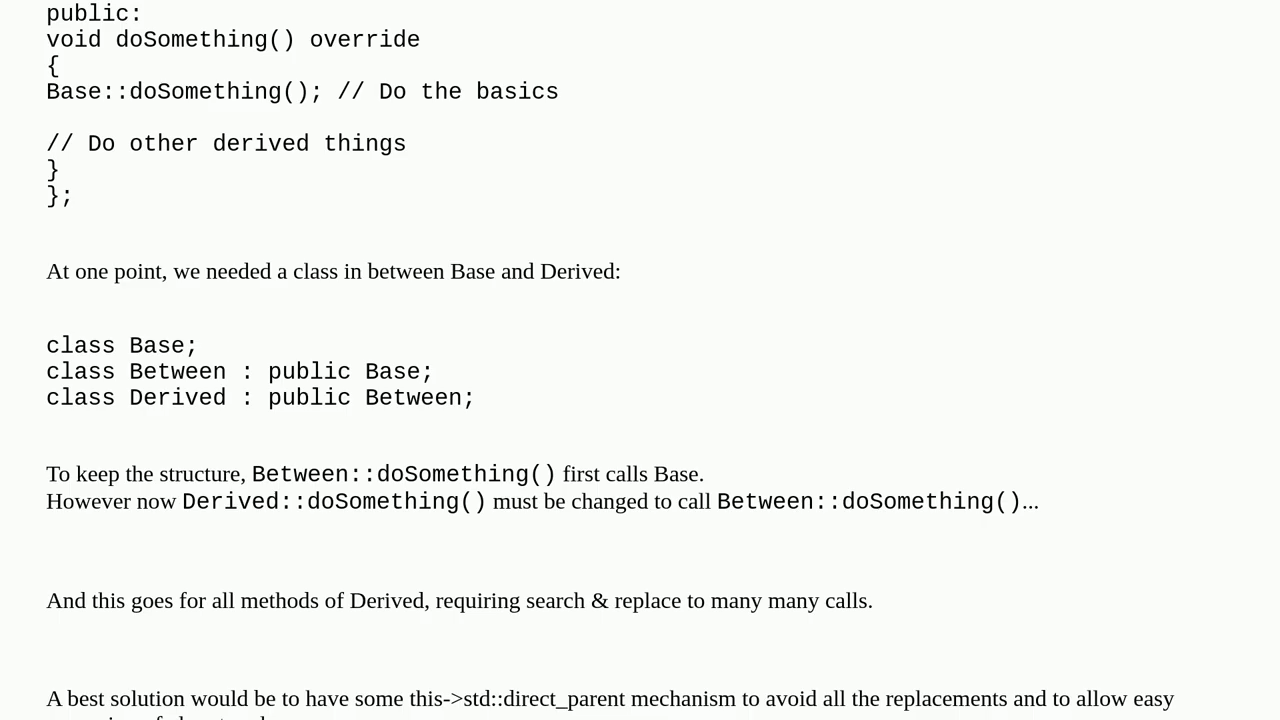 public:
void doSomething() override
{
Base::doSomething(); // Do the basics
// Do other derived things
}
};
At one point, we needed a class in between Base and Derived:
class Base;
class Between : public Base;
class Derived : public Between;
To keep the structure, Between::doSomething() first calls Base.
However now Derived::doSomething() must be changed to call Between::doSomething()...
And this goes for all methods of Derived, requiring search & replace to many many calls.
A best solution would be to have some this->std::direct_parent mechanism to avoid all the replacements and to allow easy